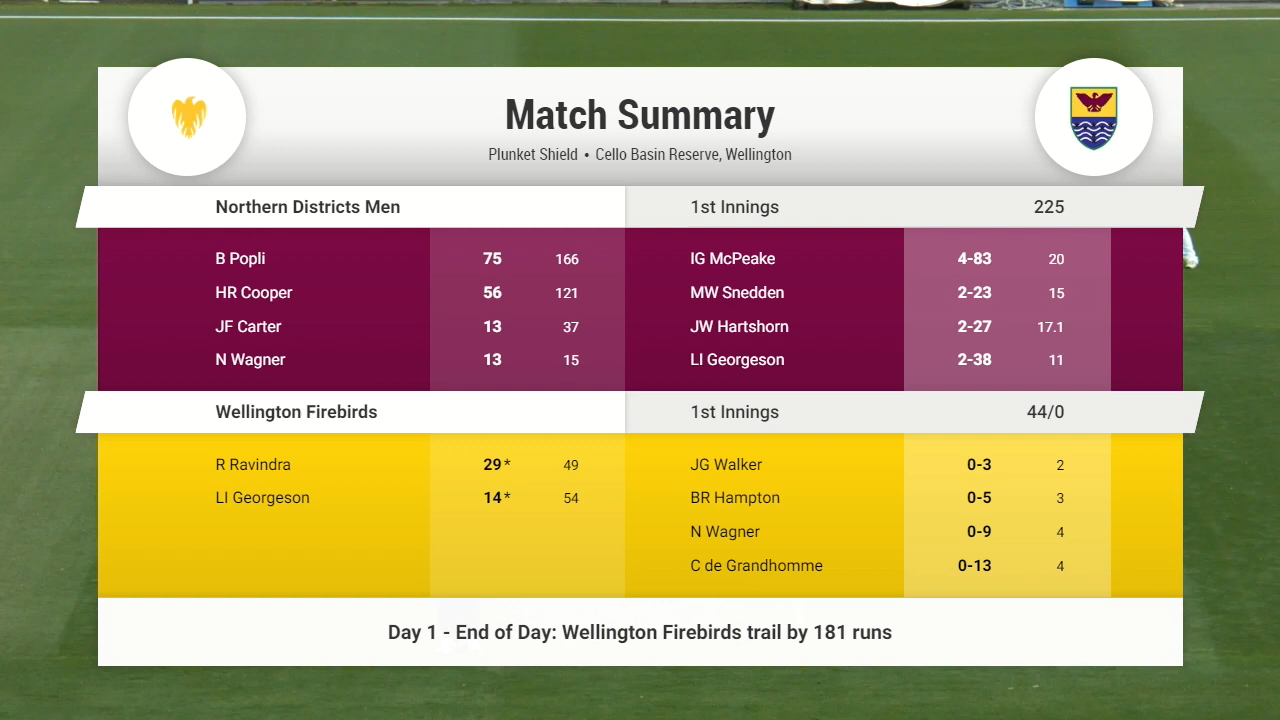 Match Summary
Plunket Shield • Cello Basin Reserve, Wellington
Northern Districts Men 1st Innings 225
B Popli 75 166 IG McPeake 4-83 20
HR Cooper 56 121 MW Snedden 2-23 15
JF Carter 13 37 JW Hartshorn 2-27 17.1
N Wagner 13 15 LI Georgeson 2-38 11
Wellington Firebirds 1st Innings 44/0
R Ravindra 29* 49 JG Walker 0-3 2
LI Georgeson 14* 54 BR Hampton 0-5 3
N Wagner 0-9 4
C de Grandhomme 0-13 4
Day 1 - End of Day: Wellington Firebirds trail by 181 runs